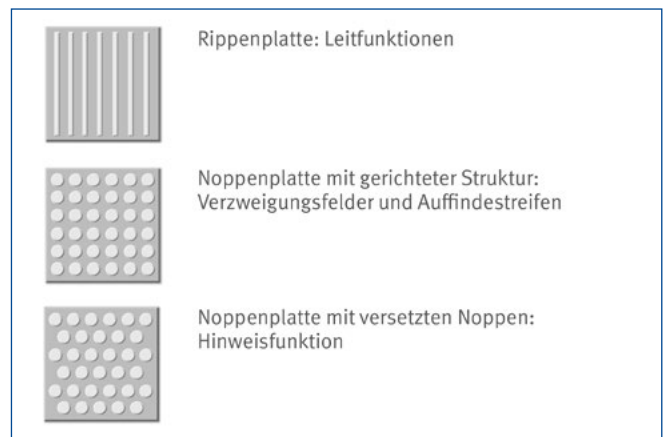 Rippenplatte: Leitfunktionen
Noppenplatte mit gerichteter Struktur:
Verzweigungsfelder und Auffindestreifen
Noppenplatte mit versetzten Noppen:
Hinweisfunktion